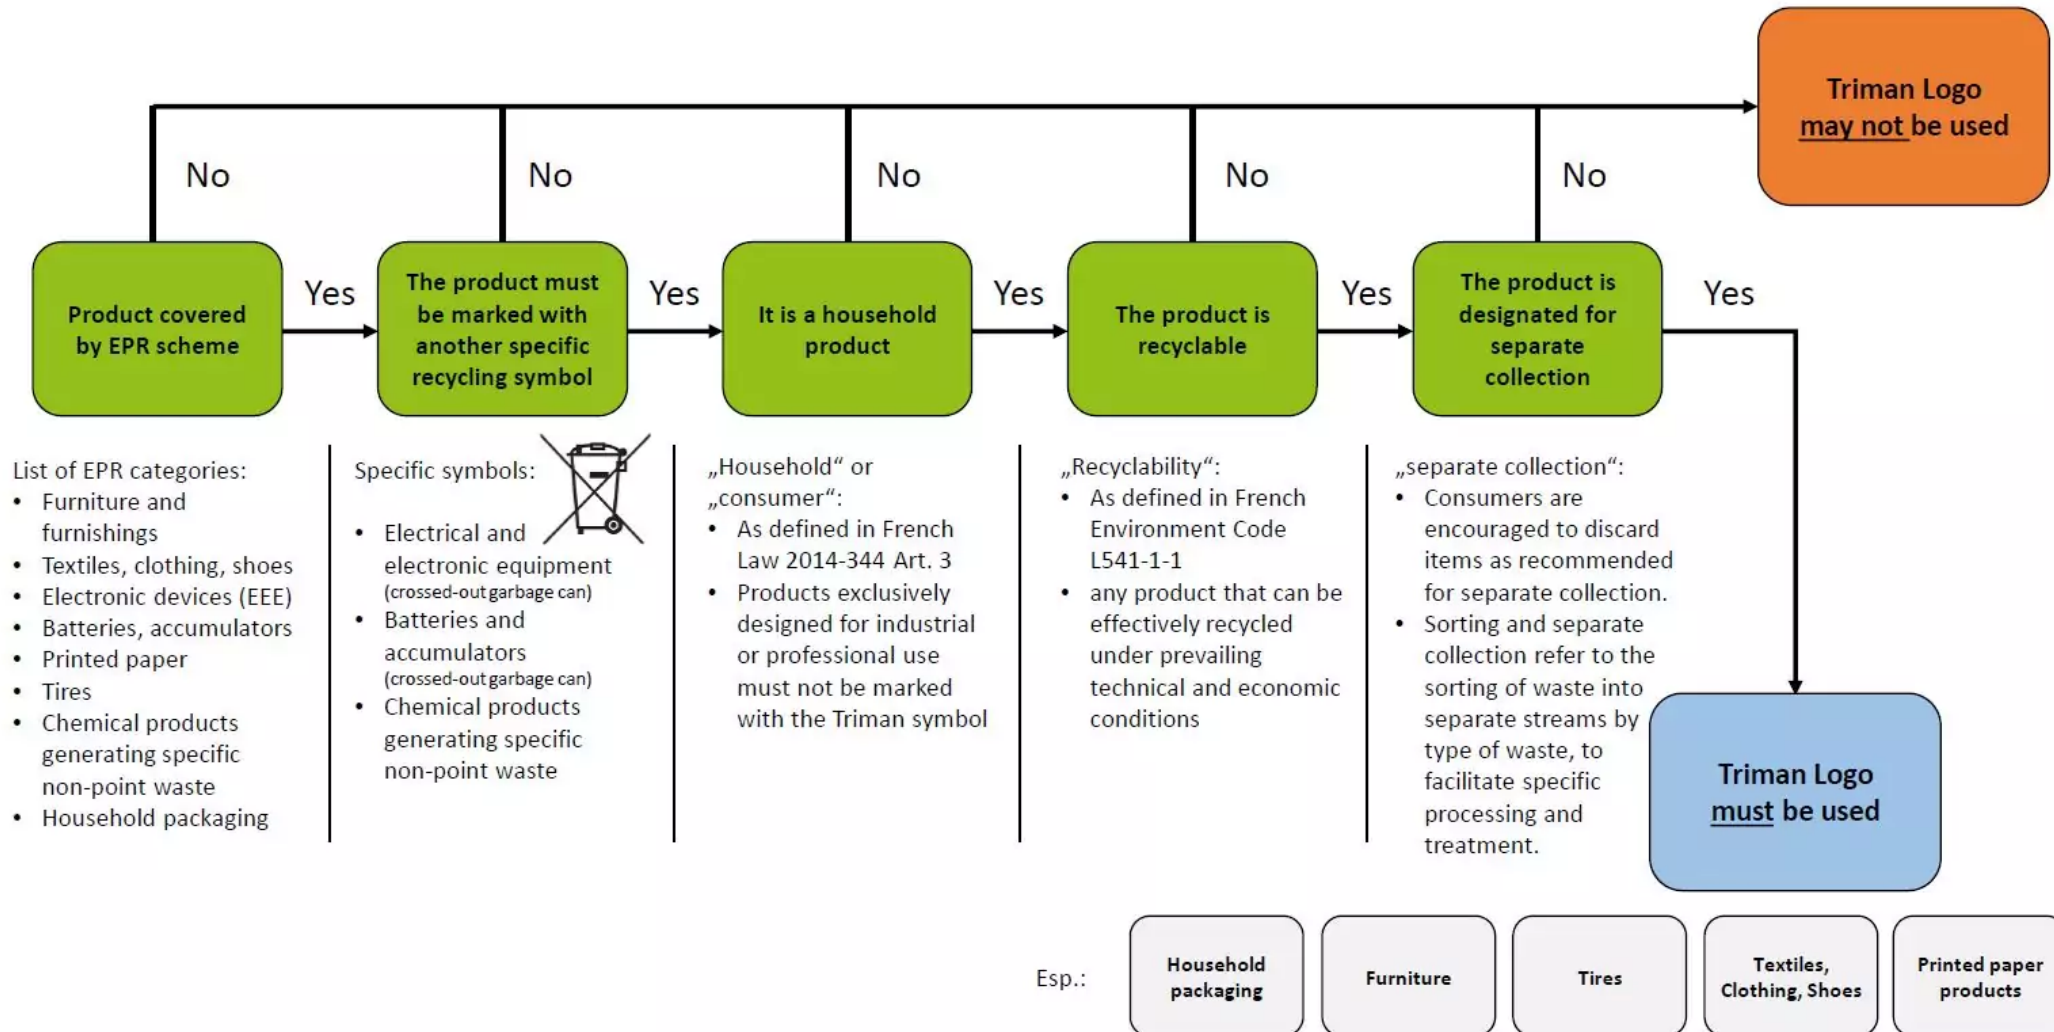 Triman Logo
may not be used
No
No
No
No
No
Product covered
by EPR scheme
Yes
The product must
be marked with
another specific
recycling symbol
Yes
It is a household
product
Yes
The product is
recyclable
Yes
The product is
designated for
separate
collection
Yes
List of EPR categories:
• Furniture and
furnishings
• Textiles, clothing, shoes
• Electronic devices (EEE)
• Batteries, accumulators
• Printed paper
• Tires
• Chemical products
generating specific
non-point waste
• Household packaging
Specific symbols:
• Electrical and
electronic equipment
(crossed-out garbage can)
• Batteries and
accumulators
(crossed-out garbage can)
• Chemical products
generating specific
non-point waste
„Household“ or
„consumer“:
• As defined in French
Law 2014-344 Art. 3
• Products exclusively
designed for industrial
or professional use
must not be marked
with the Triman symbol
„Recyclability“:
• As defined in French
Environment Code
L541-1-1
• any product that can be
effectively recycled
under prevailing
technical and economic
conditions
„separate collection“:
• Consumers are
encouraged to discard
items as recommended
for separate collection.
• Sorting and separate
collection refer to the
sorting of waste into
separate streams by
type of waste, to
facilitate specific
processing and
treatment.
Triman Logo
must be used
Esp.:
Household
packaging
Furniture
Tires
Textiles,
Clothing, Shoes
Printed paper
products